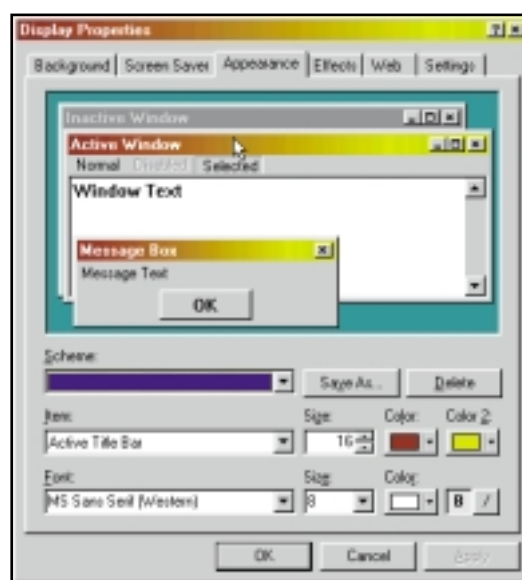 Display Properties
Background Screen Saver Appearance Effects Web Settings
Inactive Window
Active Window
Normal Disabled Selected
Window Text
Message Box
Message Text
OK
Scheme:
Save As... Delete
Item: Size: Color: Color 2:
Active Title Bar 16
Font: Size: Color:
MS Sans Serif (Western) 8 B /
OK Cancel Apply